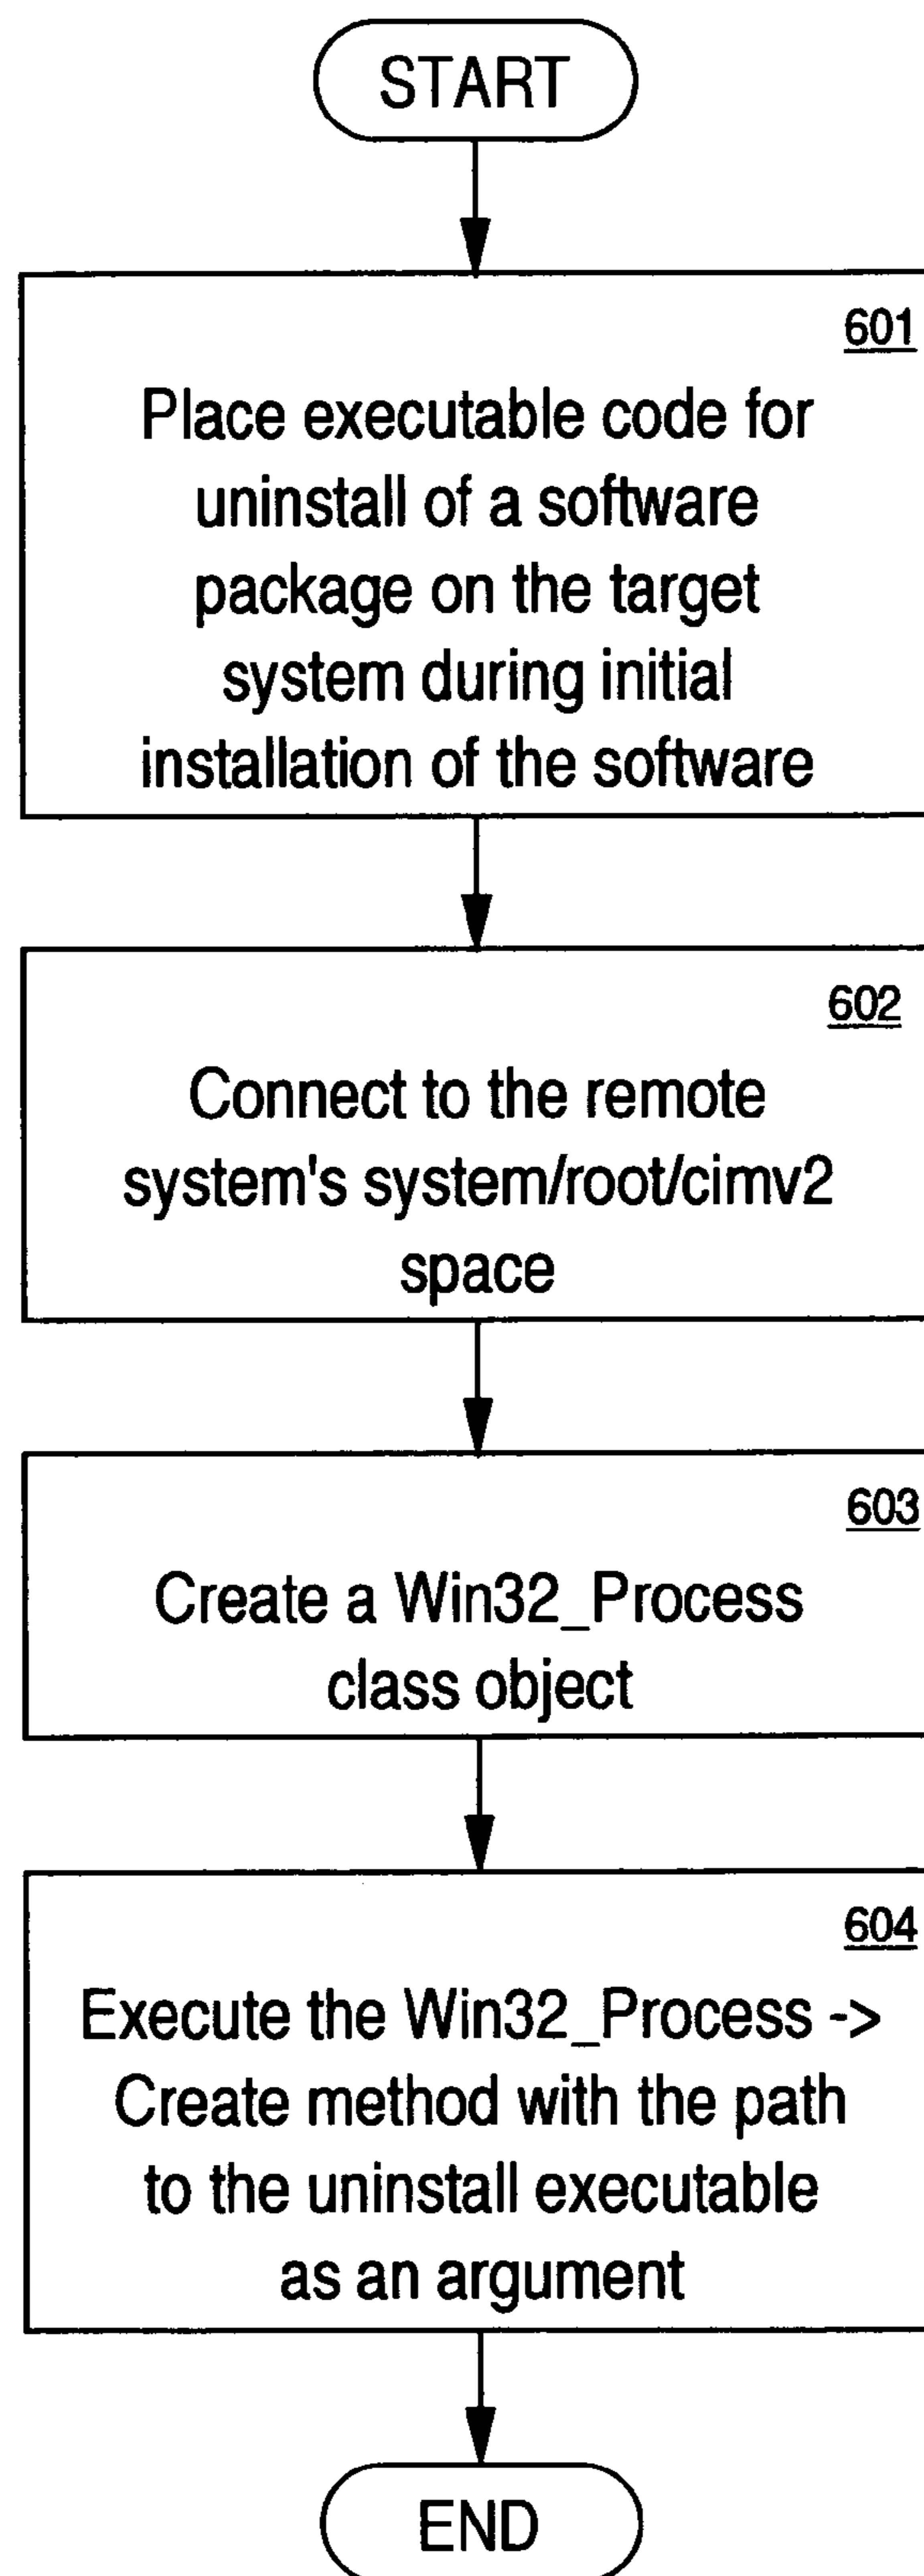 START
601
Place executable code for
uninstall of a software
package on the target
system during initial
installation of the software
602
Connect to the remote
system's system/root/cimv2
space
603
Create a Win32_Process
class object
604
Execute the Win32_Process ->
Create method with the path
to the uninstall executable
as an argument
END